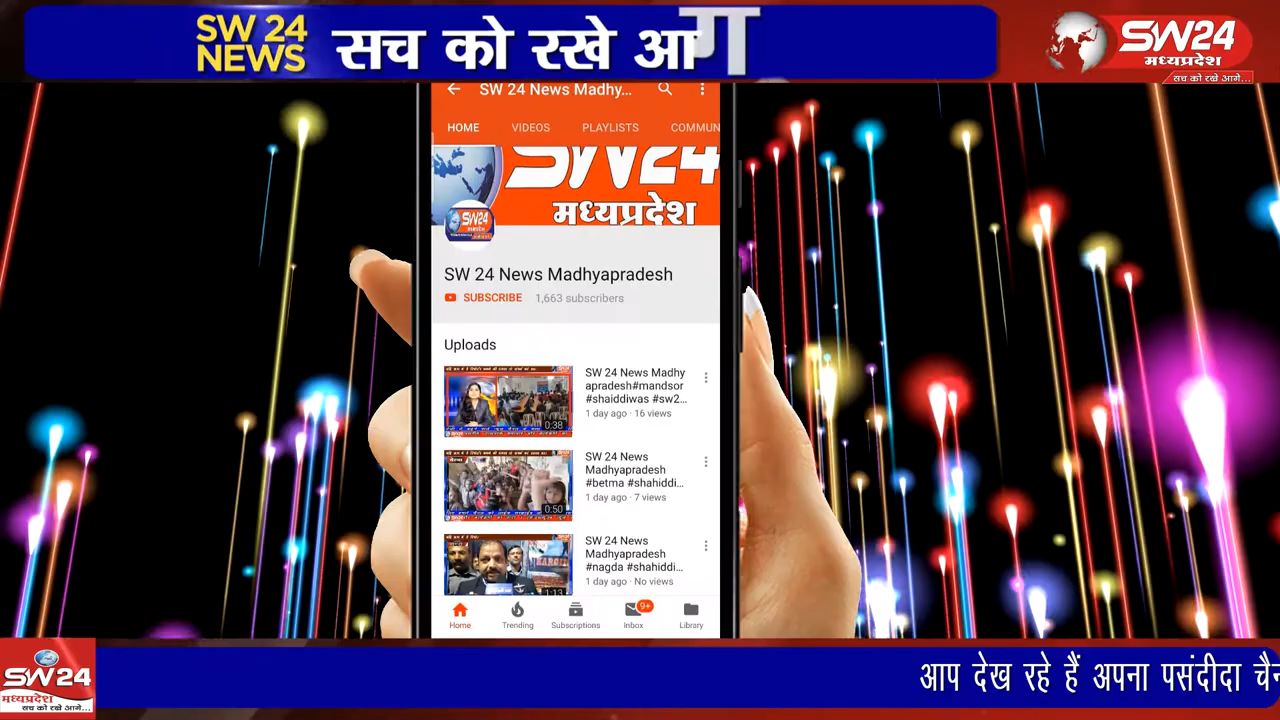 SW 24
NEWS
सच को रखे आग
SW24
मध्यप्रदेश
सच को रखे आगे...
SW 24 News Madhy...
HOME VIDEOS PLAYLISTS COMMUN
SW24
मध्यप्रदेश
SW24
SW 24 News Madhyapradesh
SUBSCRIBE 1,663 subscribers
Uploads
SW 24 News Madhy
apradesh#mandsor
#shaiddiwas #sw2...
1 day ago · 16 views
0:38
SW 24 News
Madhyapradesh
#betma #shahiddi...
1 day ago · 7 views
0:50
SW 24 News
Madhyapradesh
#nagda #shahiddi...
1 day ago · No views
1:13
9+
Home Trending Subscriptions Inbox Library
SW24
मध्यप्रदेश
सच को रखे आगे...
आप देख रहे हैं अपना पसंदीदा चैन